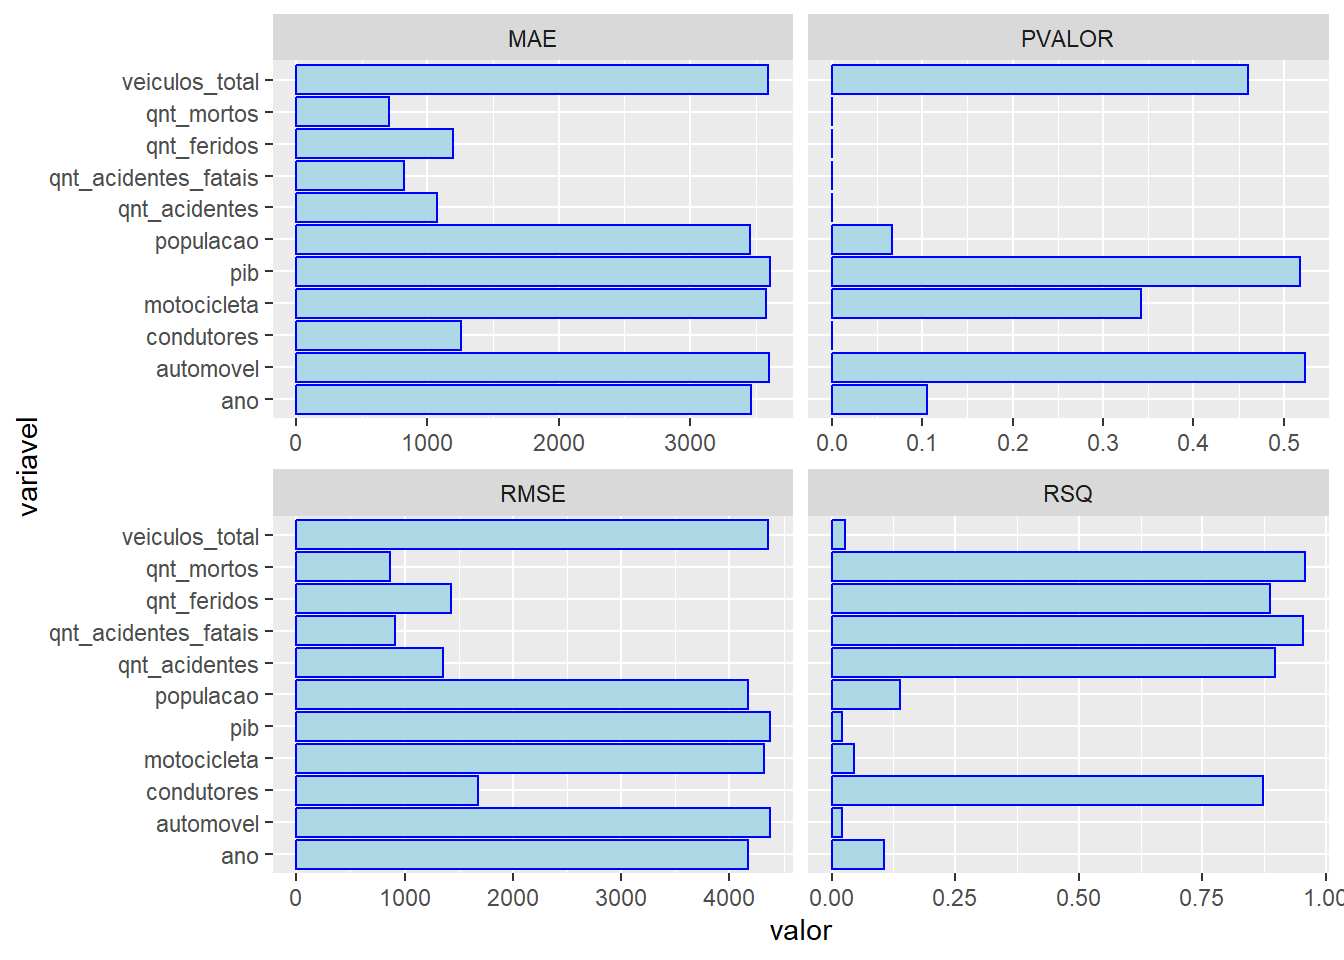 MAE
PVALOR
veiculos_total
qnt_mortos
qnt_feridos
qnt_acidentes_fatais
qnt_acidentes
populacao
pib
motocicleta
condutores
automovel
ano
0 1000 2000 3000
0.0 0.1 0.2 0.3 0.4 0.5
variavel
RMSE
RSQ
veiculos_total
qnt_mortos
qnt_feridos
qnt_acidentes_fatais
qnt_acidentes
populacao
pib
motocicleta
condutores
automovel
ano
0 1000 2000 3000 4000
0.00 0.25 0.50 0.75 1.00
valor